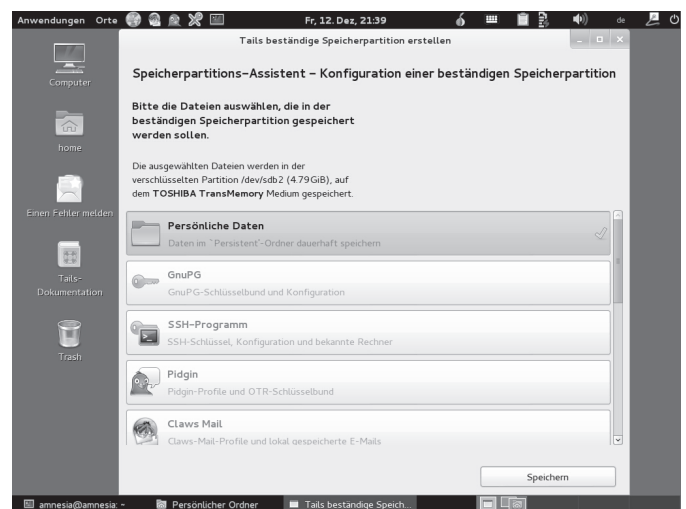 Anwendungen Orte Fr, 12. Dez, 21:39 de
Tails beständige Speicherpartition erstellen
Computer
home
Einen Fehler melden
Tails-
Dokumentation
Trash
Speicherpartitions-Assistent - Konfiguration einer beständigen Speicherpartition
Bitte die Dateien auswählen, die in der
beständigen Speicherpartition gespeichert
werden sollen.
Die ausgewählten Dateien werden in der
verschlüsselten Partition /dev/sdb2 (4.79GiB), auf
dem TOSHIBA TransMemory Medium gespeichert.
Persönliche Daten
Daten im `Persistent'-Ordner dauerhaft speichern
GnuPG
GnuPG-Schlüsselbund und Konfiguration
SSH-Programm
SSH-Schlüssel, Konfiguration und bekannte Rechner
Pidgin
Pidgin-Profile und OTR-Schlüsselbund
Claws Mail
Claws-Mail-Profile und lokal gespeicherte E-Mails
Speichern
amnesia@amnesia: ~ Persönlicher Ordner Tails beständige Speich...